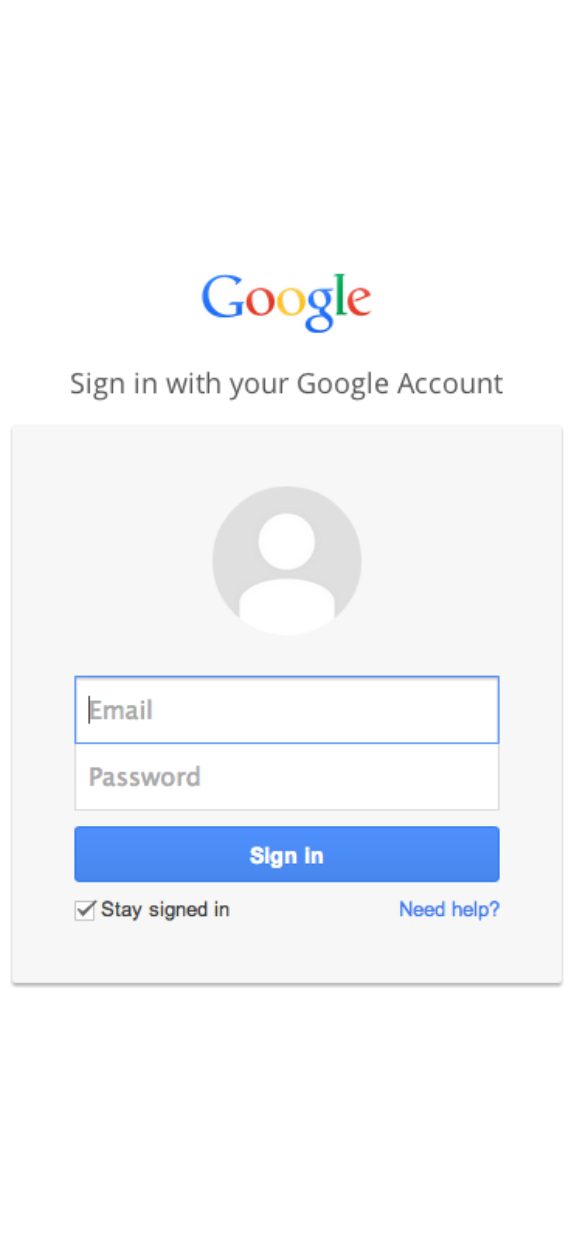 Google
Sign in with your Google Account
Email
Password
Sign in
Stay signed in
Need help?